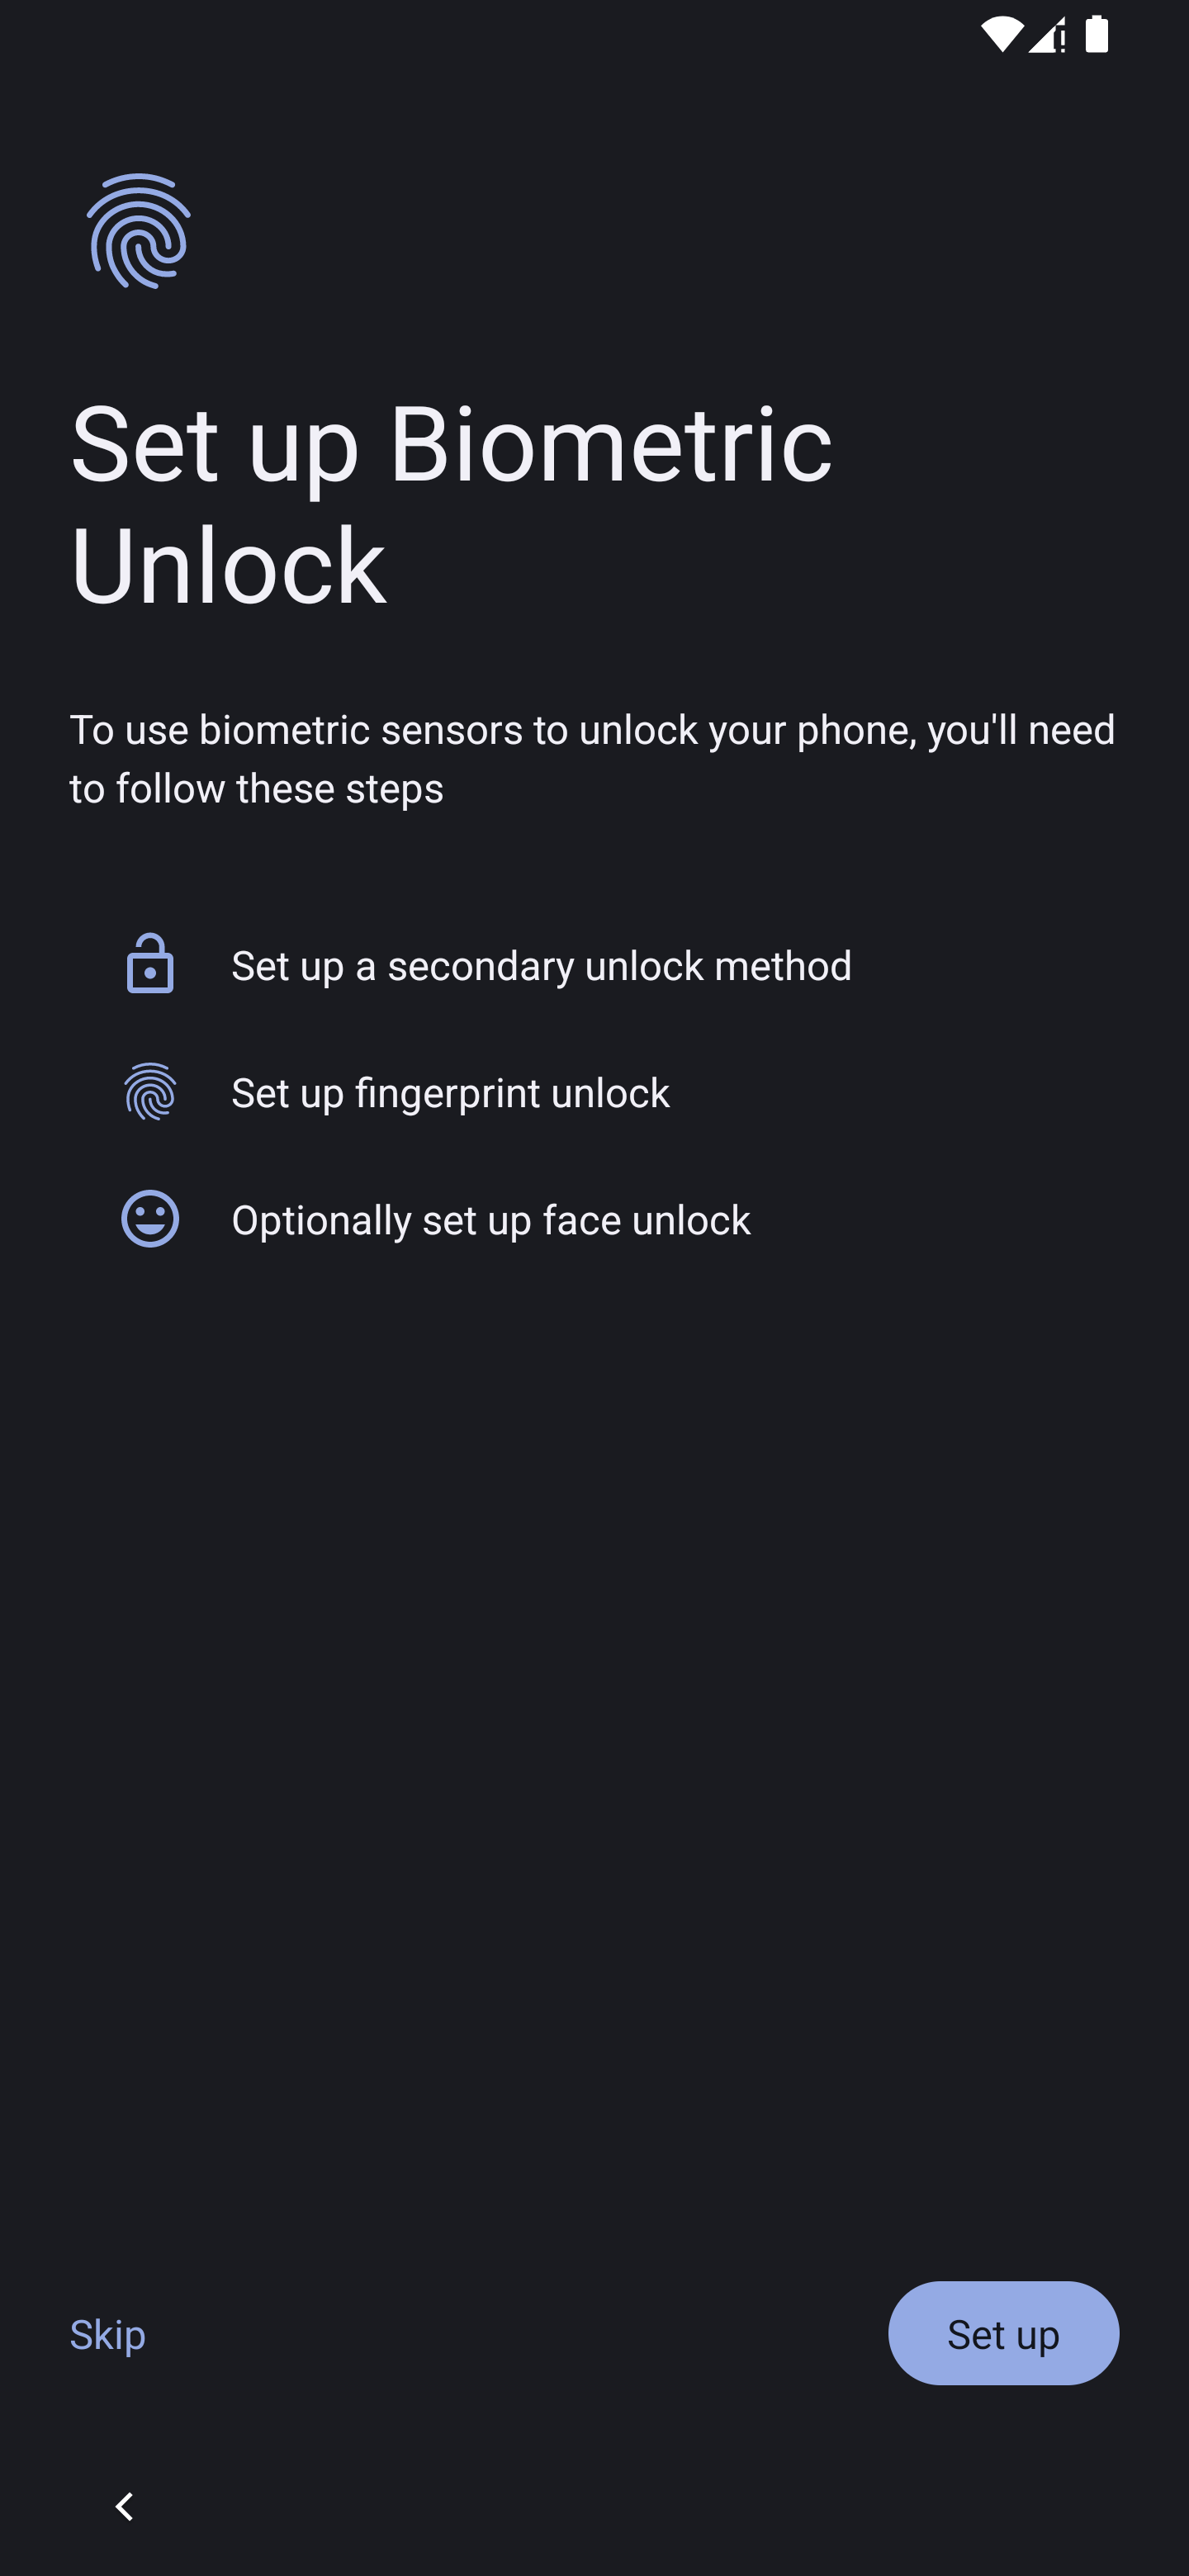 Set up Biometric
Unlock
To use biometric sensors to unlock your phone, you'll need
to follow these steps
Set up a secondary unlock method
Set up fingerprint unlock
Optionally set up face unlock
Skip
Set up